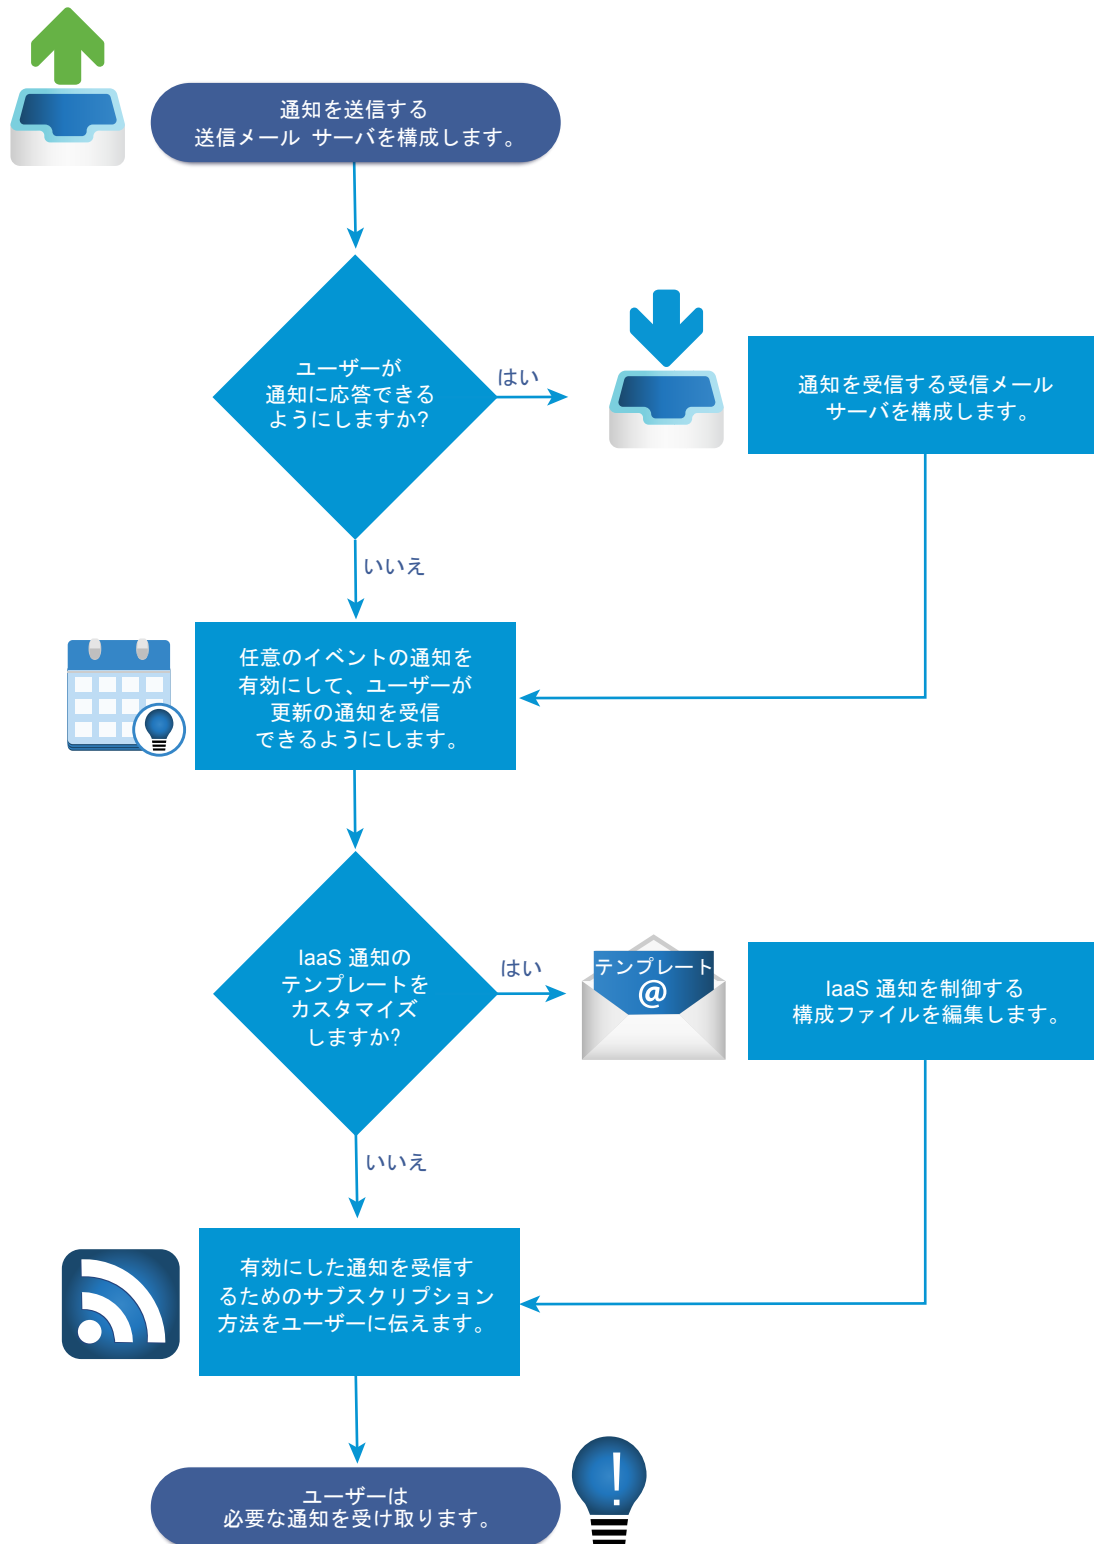 通知を送信する
送信メール サーバを構成します。
ユーザーが
通知に応答できる
ようにしますか?
はい
通知を受信する受信メール
サーバを構成します。
いいえ
任意のイベントの通知を
有効にして、ユーザーが
更新の通知を受信
できるようにします。
IaaS 通知の
テンプレートを
カスタマイズ
しますか?
はい
テンプレート
@
IaaS 通知を制御する
構成ファイルを編集します。
いいえ
有効にした通知を受信す
るためのサブスクリプション
方法をユーザーに伝えます。
ユーザーは
必要な通知を受け取ります。
!